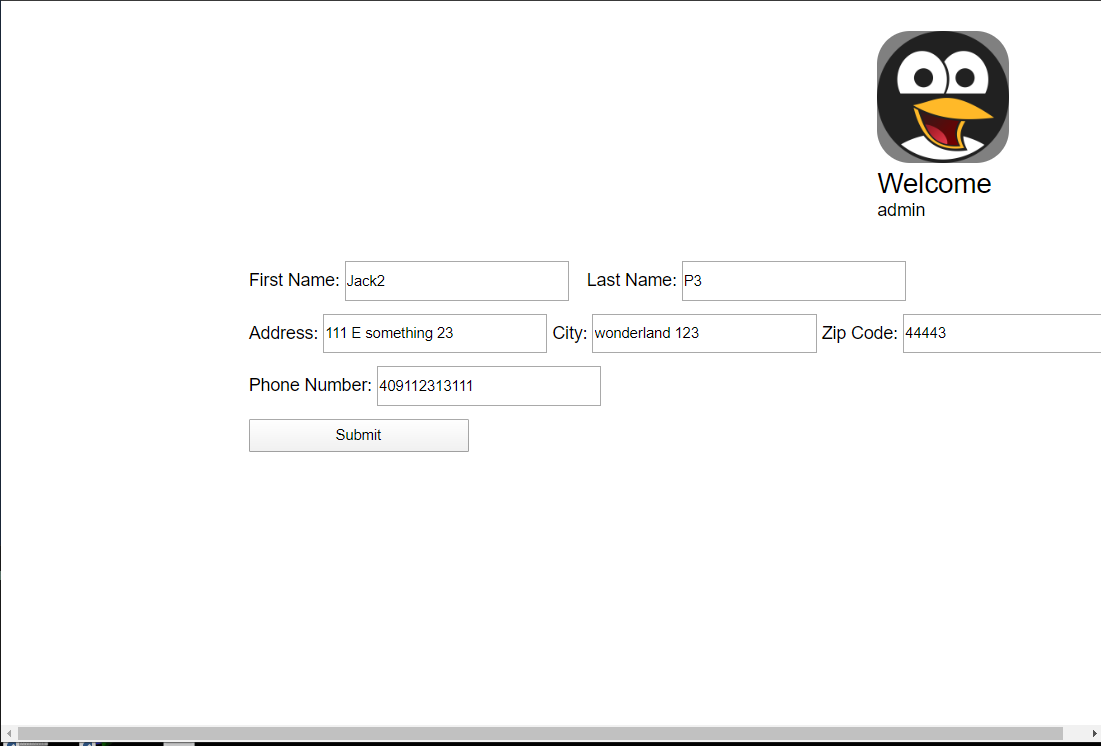 Welcome
admin
First Name: Jack2 Last Name: P3
Address: 111 E something 23 City: wonderland 123 Zip Code: 44443
Phone Number: 409112313111
Submit